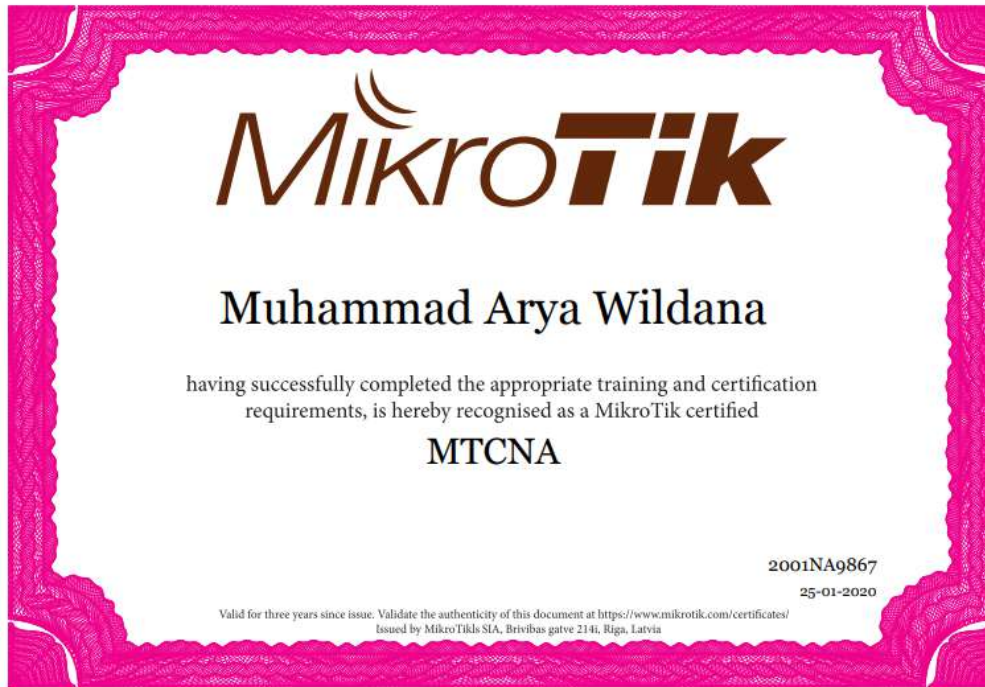 MikroTik
Muhammad Arya Wildana
having successfully completed the appropriate training and certification
requirements, is hereby recognised as a MikroTik certified
MTCNA
2001NA9867
25-01-2020
Valid for three years since issue. Validate the authenticity of this document at https://www.mikrotik.com/certificates/
Issued by MikroTikls SIA, Brivibas gatve 214i, Riga, Latvia